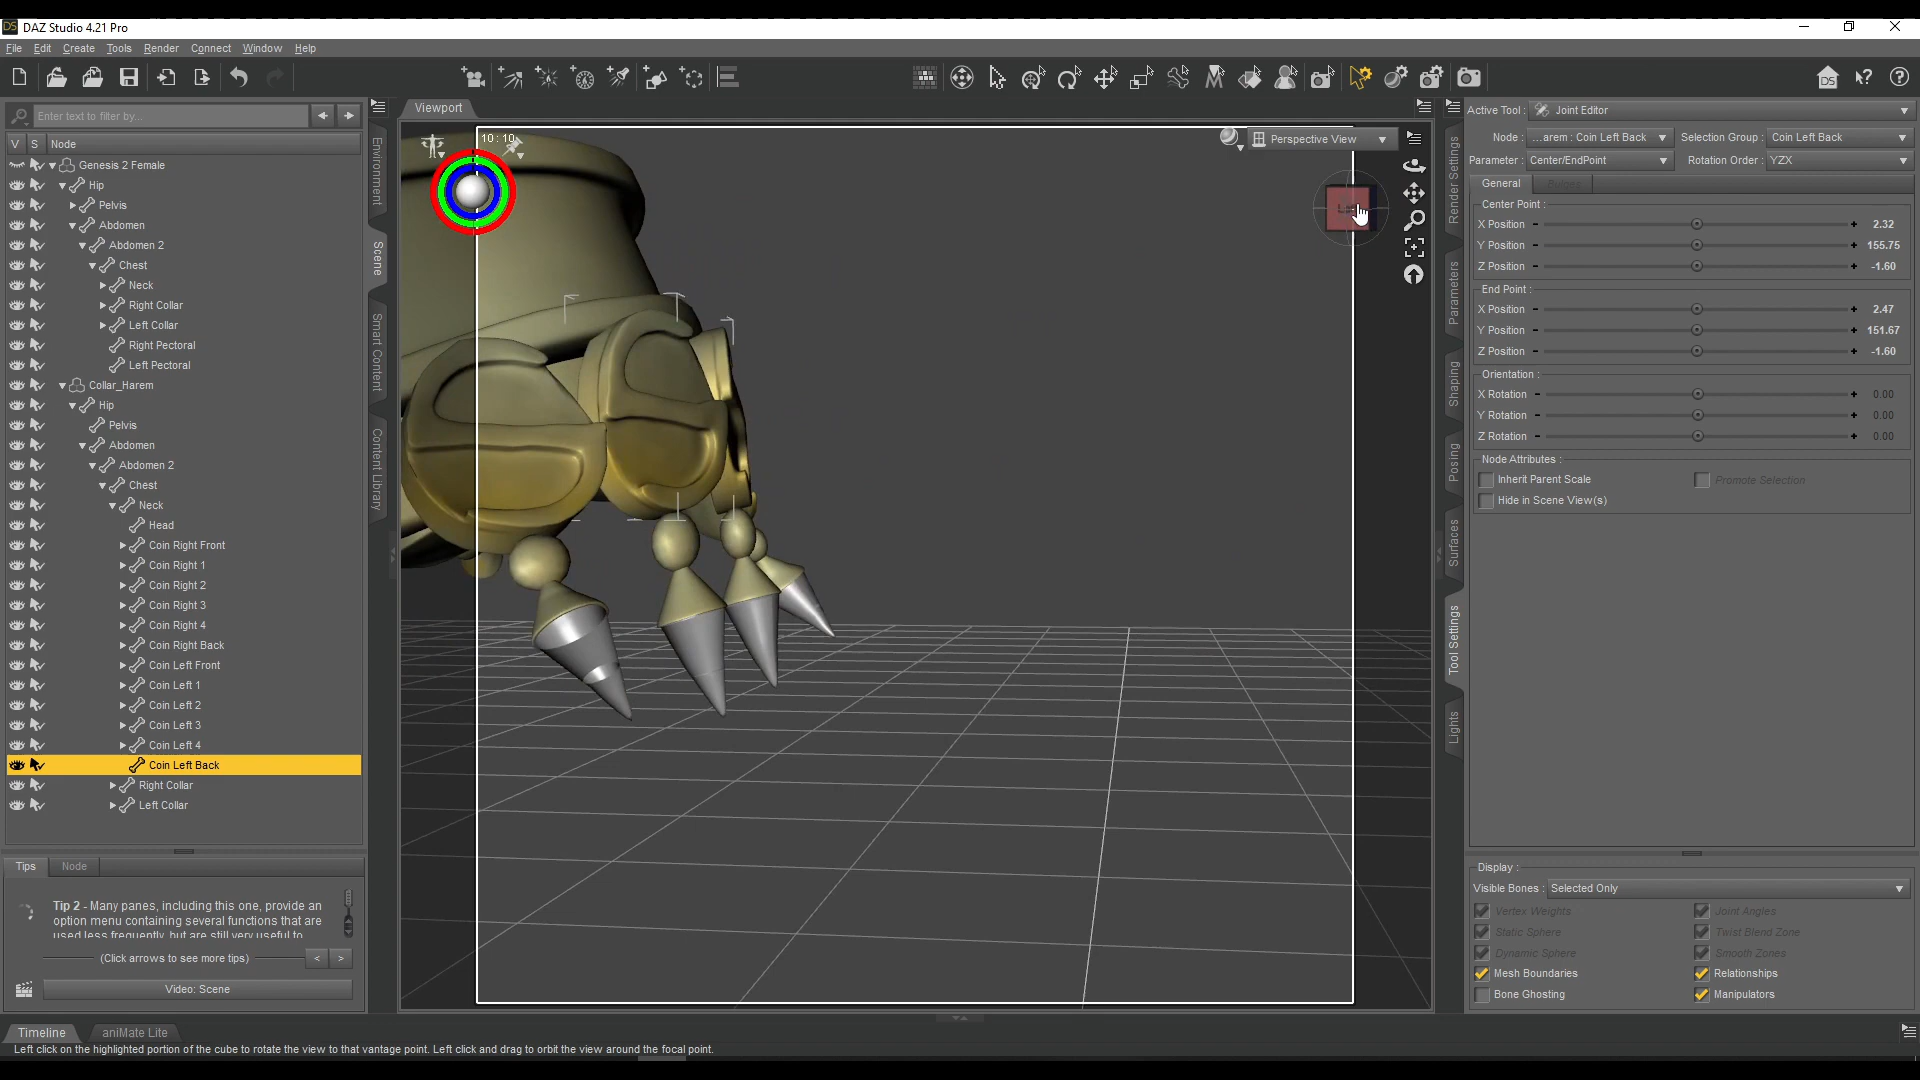 DAZ Studio 4.21 Pro
File Edit Create Tools Render Connect Window Help
Enter text to filter by...
V S Node
Genesis 2 Female
Hip
Pelvis
Abdomen
Abdomen 2
Chest
Neck
Right Collar
Left Collar
Right Pectoral
Left Pectoral
Collar_Harem
Hip
Pelvis
Abdomen
Abdomen 2
Chest
Neck
Head
Coin Right Front
Coin Right 1
Coin Right 2
Coin Right 3
Coin Right 4
Coin Right Back
Coin Left Front
Coin Left 1
Coin Left 2
Coin Left 3
Coin Left 4
Coin Left Back
Right Collar
Left Collar
Tips Node
Tip 2 - Many panes, including this one, provide an
option menu containing several functions that are
used less frequently, but are still very useful to
(Click arrows to see more tips) < >
Video: Scene
Environment
Scene
Smart Content
Content Library
Viewport
10 : 10
Perspective View
Render Settings
Parameters
Shaping
Posing
Surfaces
Tool Settings
Lights
Active Tool : Joint Editor
Node : ...arem : Coin Left Back Selection Group : Coin Left Back
Parameter : Center/EndPoint Rotation Order : YZX
General Bulges
Center Point :
X Position - + 2.32
Y Position - + 155.75
Z Position - + -1.60
End Point :
X Position - + 2.47
Y Position - + 151.67
Z Position - + -1.60
Orientation :
X Rotation - + 0.00
Y Rotation - + 0.00
Z Rotation - + 0.00
Node Attributes :
Inherit Parent Scale Promote Selection
Hide in Scene View(s)
Display :
Visible Bones : Selected Only
Vertex Weights Joint Angles
Static Sphere Twist Blend Zone
Dynamic Sphere Smooth Zones
Mesh Boundaries Relationships
Bone Ghosting Manipulators
Timeline aniMate Lite
Left click on the highlighted portion of the cube to rotate the view to that vantage point. Left click and drag to orbit the view around the focal point.